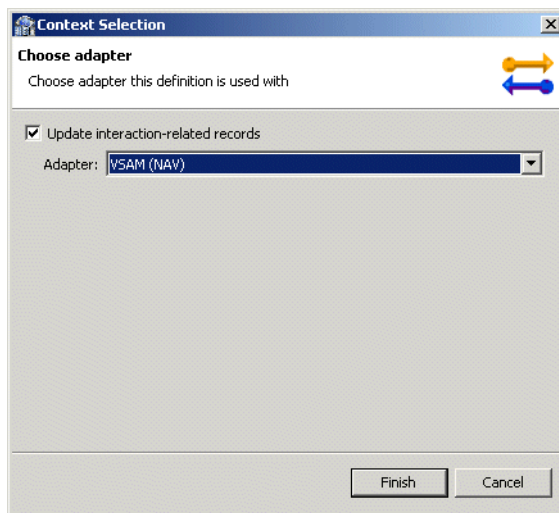 Context Selection
Choose adapter
Choose adapter this definition is used with
Update interaction-related records
Adapter: VSAM (NAV)
Finish Cancel